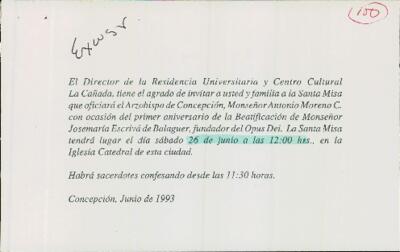 100
Excusar
El Director de la Residencia Universitaria y Centro Cultural
La Cañada, tiene el agrado de invitar a usted y familia a la Santa Misa
que oficiará el Arzobispo de Concepción, Monseñor Antonio Moreno C.
con ocasión del primer aniversario de la Beatificación de Monseñor
Josemaría Escrivá de Balaguer, fundador del Opus Dei. La Santa Misa
tendrá lugar el día sábado 26 de junio a las 12:00 hrs., en la
Iglesia Catedral de esta ciudad.
Habrá sacerdotes confesando desde las 11:30 horas.
Concepción, Junio de 1993